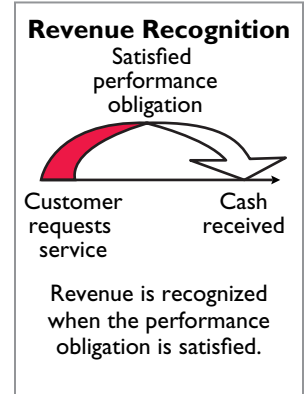 Revenue Recognition
Satisfied
performance
obligation
Customer
requests
service
Cash
received
Revenue is recognized
when the performance
obligation is satisfied.